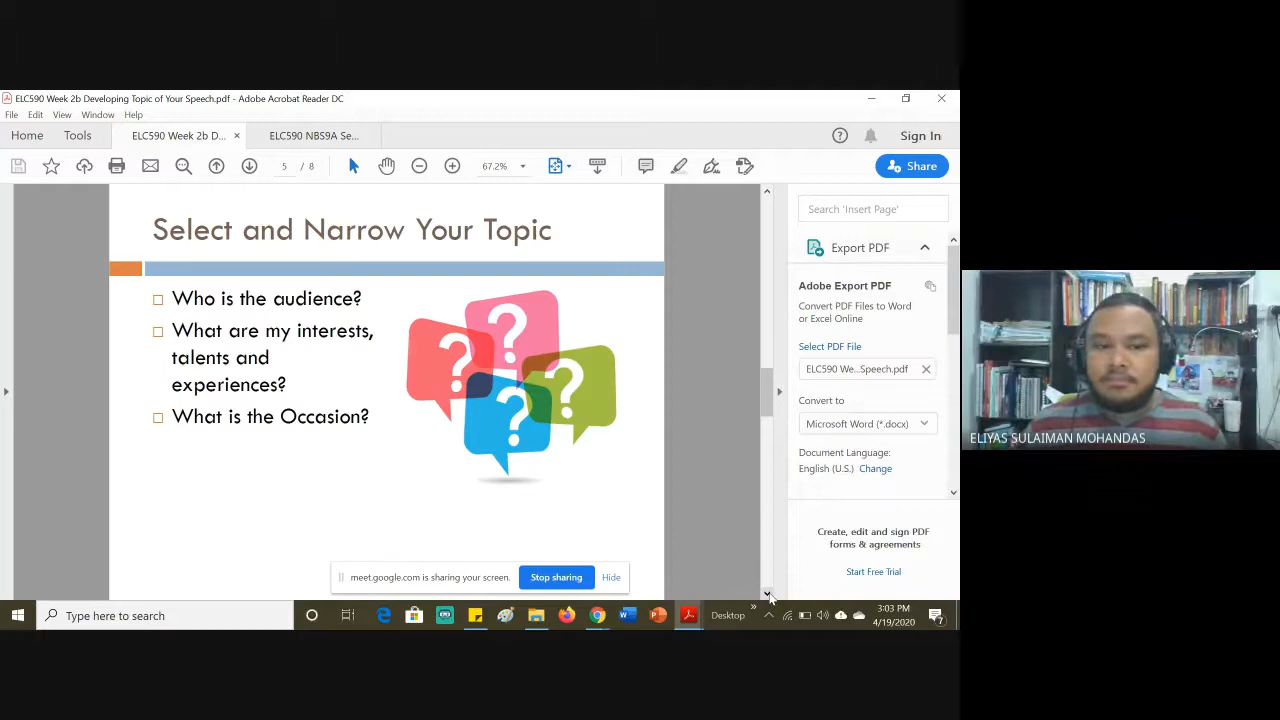 ELC590 Week 2b Developing Topic of Your Speech.pdf - Adobe Acrobat Reader DC
File Edit View Window Help
Home Tools ELC590 Week 2b D... × ELC590 NBS9A Se... Sign In
5 / 8 67.2% Share
Select and Narrow Your Topic
Who is the audience?
What are my interests,
talents and
experiences?
What is the Occasion?
? ? ? ?
Search 'Insert Page'
Export PDF
Adobe Export PDF
Convert PDF Files to Word
or Excel Online
Select PDF File
ELC590 We...Speech.pdf
Convert to
Microsoft Word (*.docx)
Document Language:
English (U.S.) Change
Create, edit and sign PDF
forms & agreements
Start Free Trial
meet.google.com is sharing your screen. Stop sharing Hide
Type here to search
Desktop
3:03 PM
4/19/2020
7
ELIYAS SULAIMAN MOHANDAS